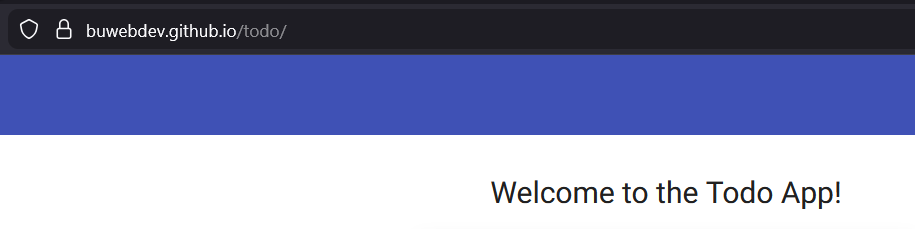 buwebdev.github.io/todo/
Welcome to the Todo App!